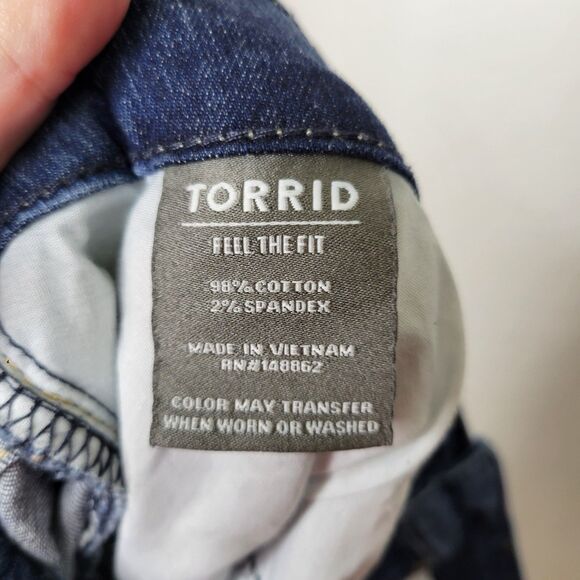 TORRID
FEEL THE FIT
98% COTTON
2% SPANDEX
MADE IN VIETNAM
RN#148862
COLOR MAY TRANSFER
WHEN WORN OR WASHED